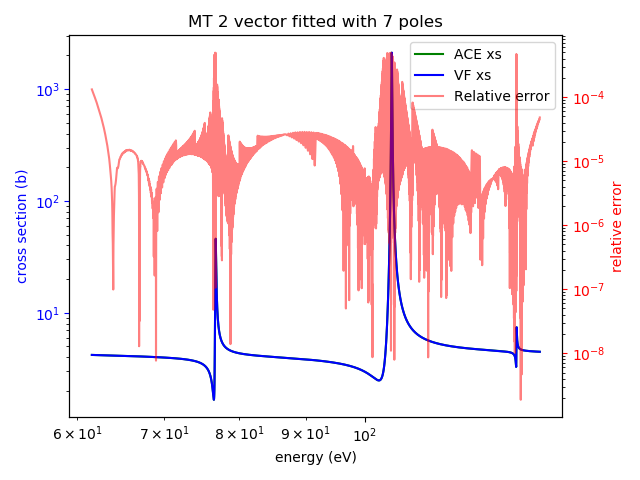 MT 2 vector fitted with 7 poles
ACE xs
VF xs
Relative error
10³
10²
10¹
cross section (b)
10⁻⁴
10⁻⁵
10⁻⁶
10⁻⁷
10⁻⁸
relative error
6 × 10¹
7 × 10¹
8 × 10¹
9 × 10¹
10²
energy (eV)